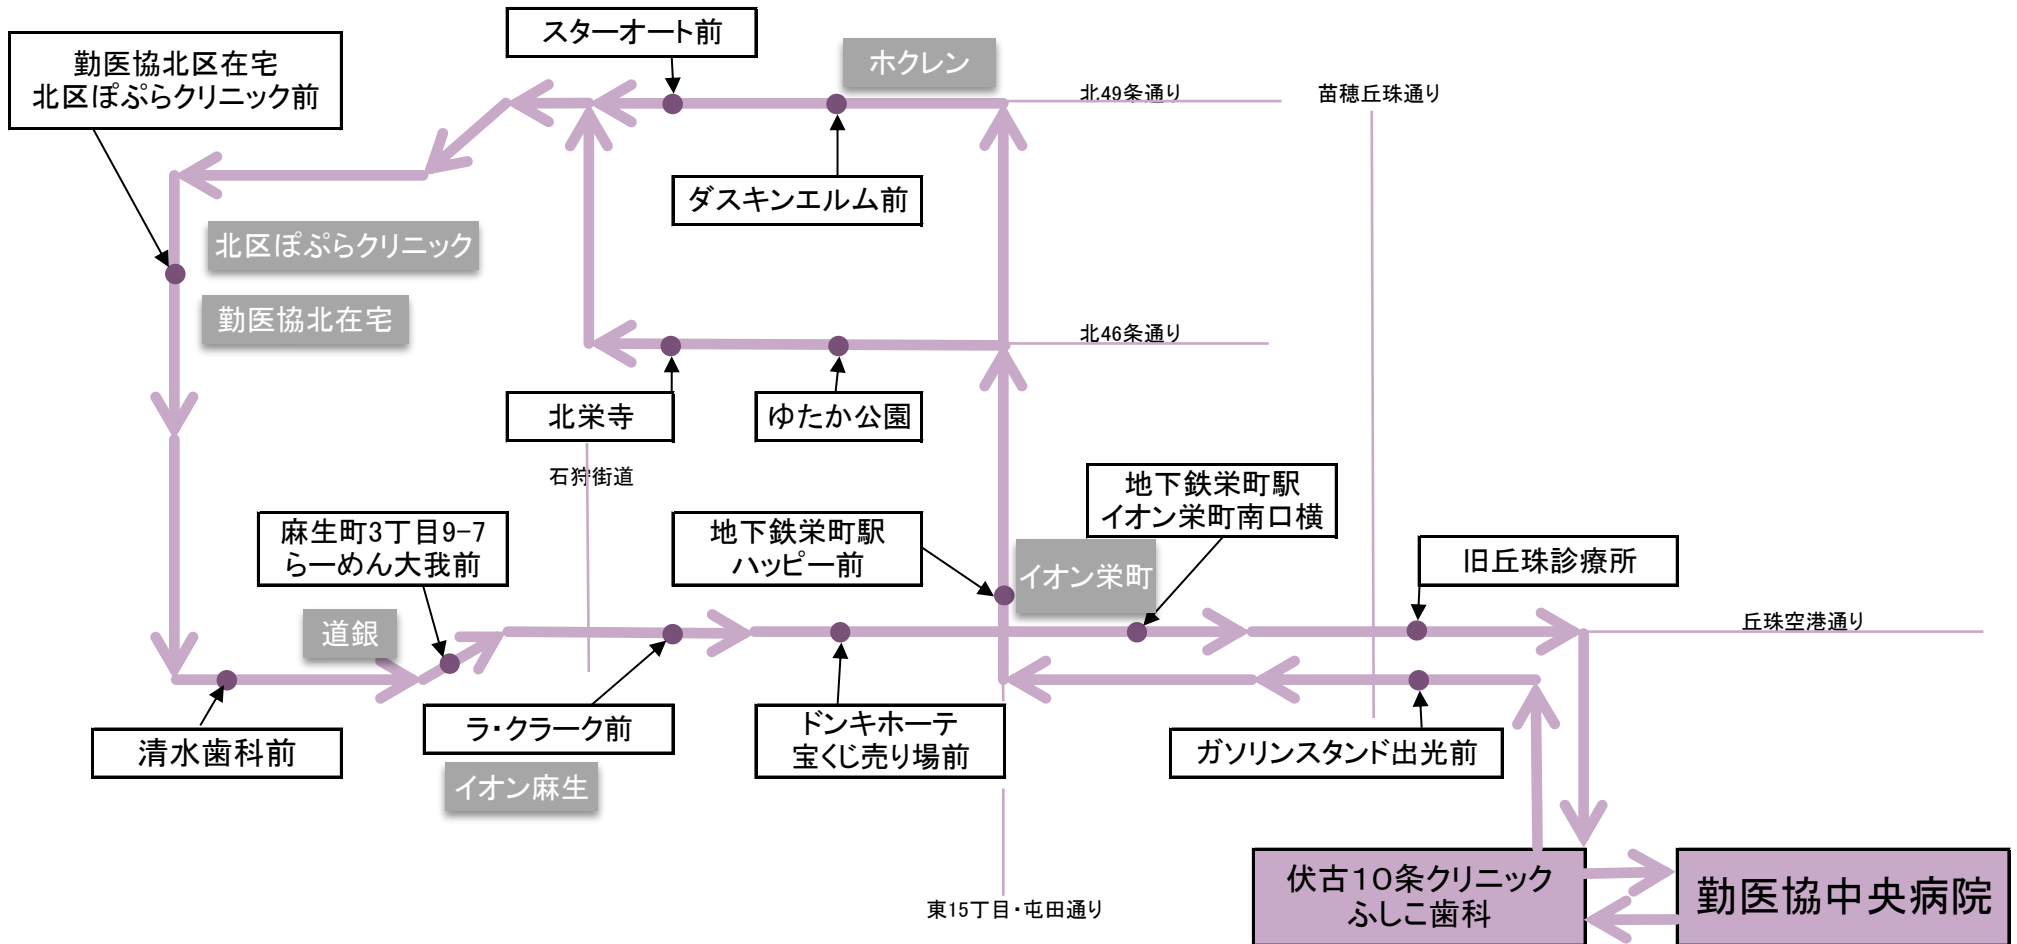 スターオート前
ホクレン
勤医協北区在宅
北区ぽぷらクリニック前
北49条通り
苗穂丘珠通り
ダスキンエルム前
北区ぽぷらクリニック
勤医協北在宅
北46条通り
北栄寺
ゆたか公園
石狩街道
地下鉄栄町駅
イオン栄町南口横
麻生町3丁目9-7
らーめん大我前
地下鉄栄町駅
ハッピー前
イオン栄町
旧丘珠診療所
道銀
丘珠空港通り
清水歯科前
ラ・クラーク前
イオン麻生
ドンキホーテ
宝くじ売り場前
ガソリンスタンド出光前
伏古10条クリニック
ふしこ歯科
勤医協中央病院
東15丁目・屯田通り